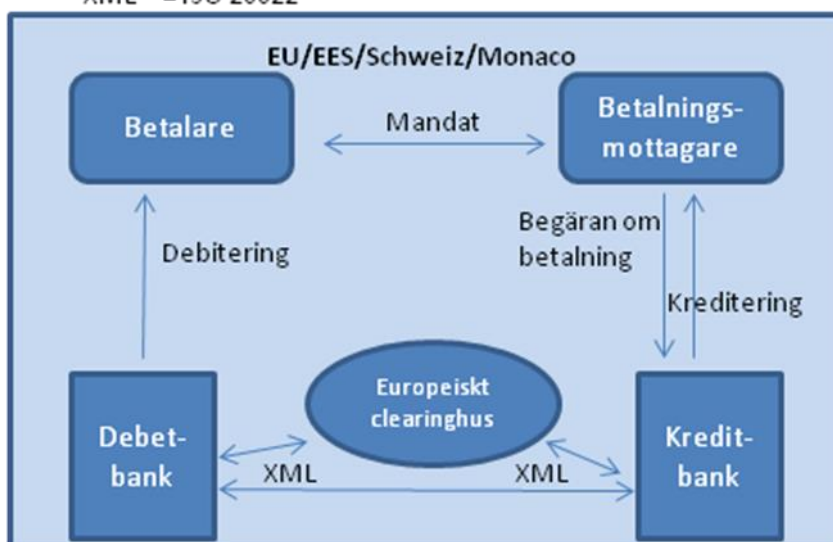 EU/EES/Schweiz/Monaco
Betalare
Mandat
Betalnings-
mottagare
Debitering
Begäran om
betalning
Kreditering
Europeiskt
clearinghus
Debet-
bank
XML
XML
Kredit-
bank